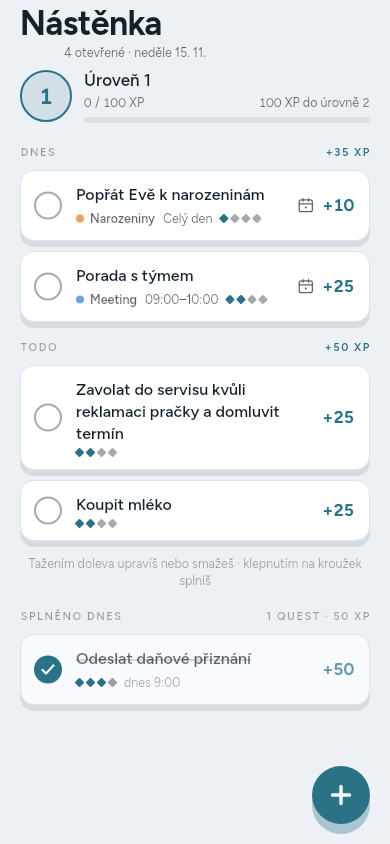 Nástěnka
4 otevřené · neděle 15. 11.
1
Úroveň 1
0 / 100 XP
100 XP do úrovně 2
DNES
+35 XP
Popřát Evě k narozeninám
Narozeniny Celý den
+10
Porada s týmem
Meeting 09:00–10:00
+25
TODO
+50 XP
Zavolat do servisu kvůli
reklamaci pračky a domluvit
termín
+25
Koupit mléko
+25
Tažením doleva upravíš nebo smažeš · klepnutím na kroužek
splníš
SPLNĚNO DNES
1 QUEST · 50 XP
Odeslat daňové přiznání
dnes 9:00
+50